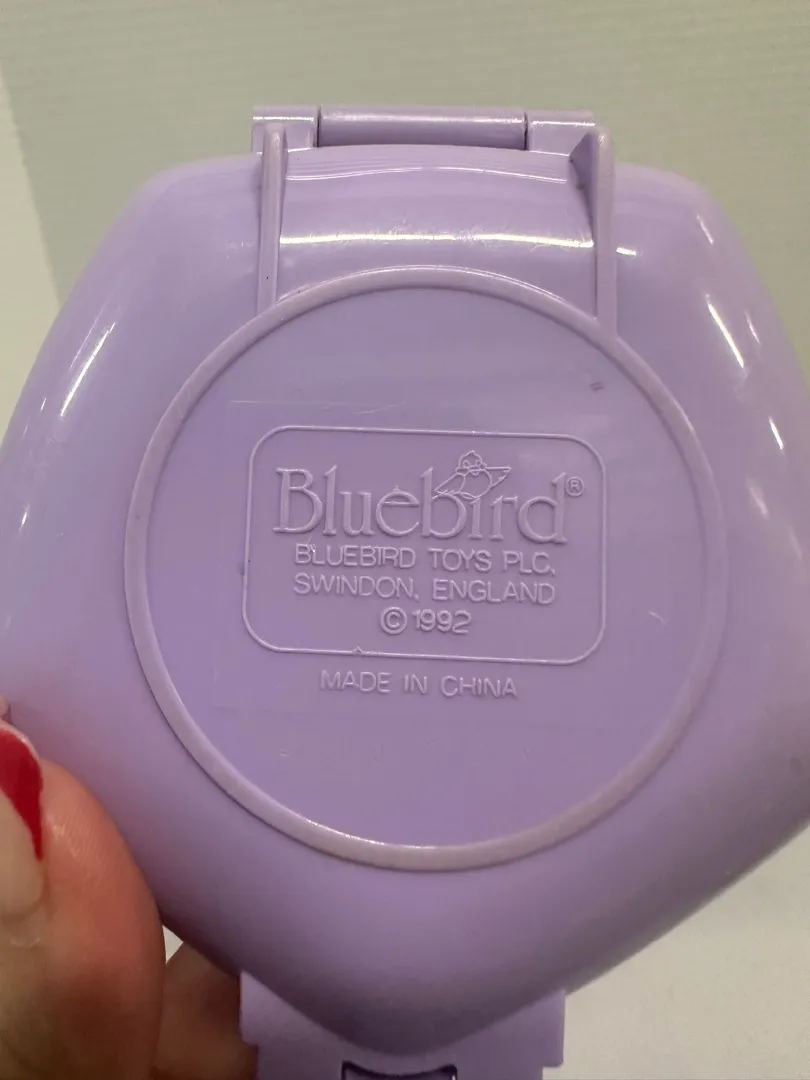 Bluebird®
BLUEBIRD TOYS PLC,
SWINDON, ENGLAND
© 1992
MADE IN CHINA